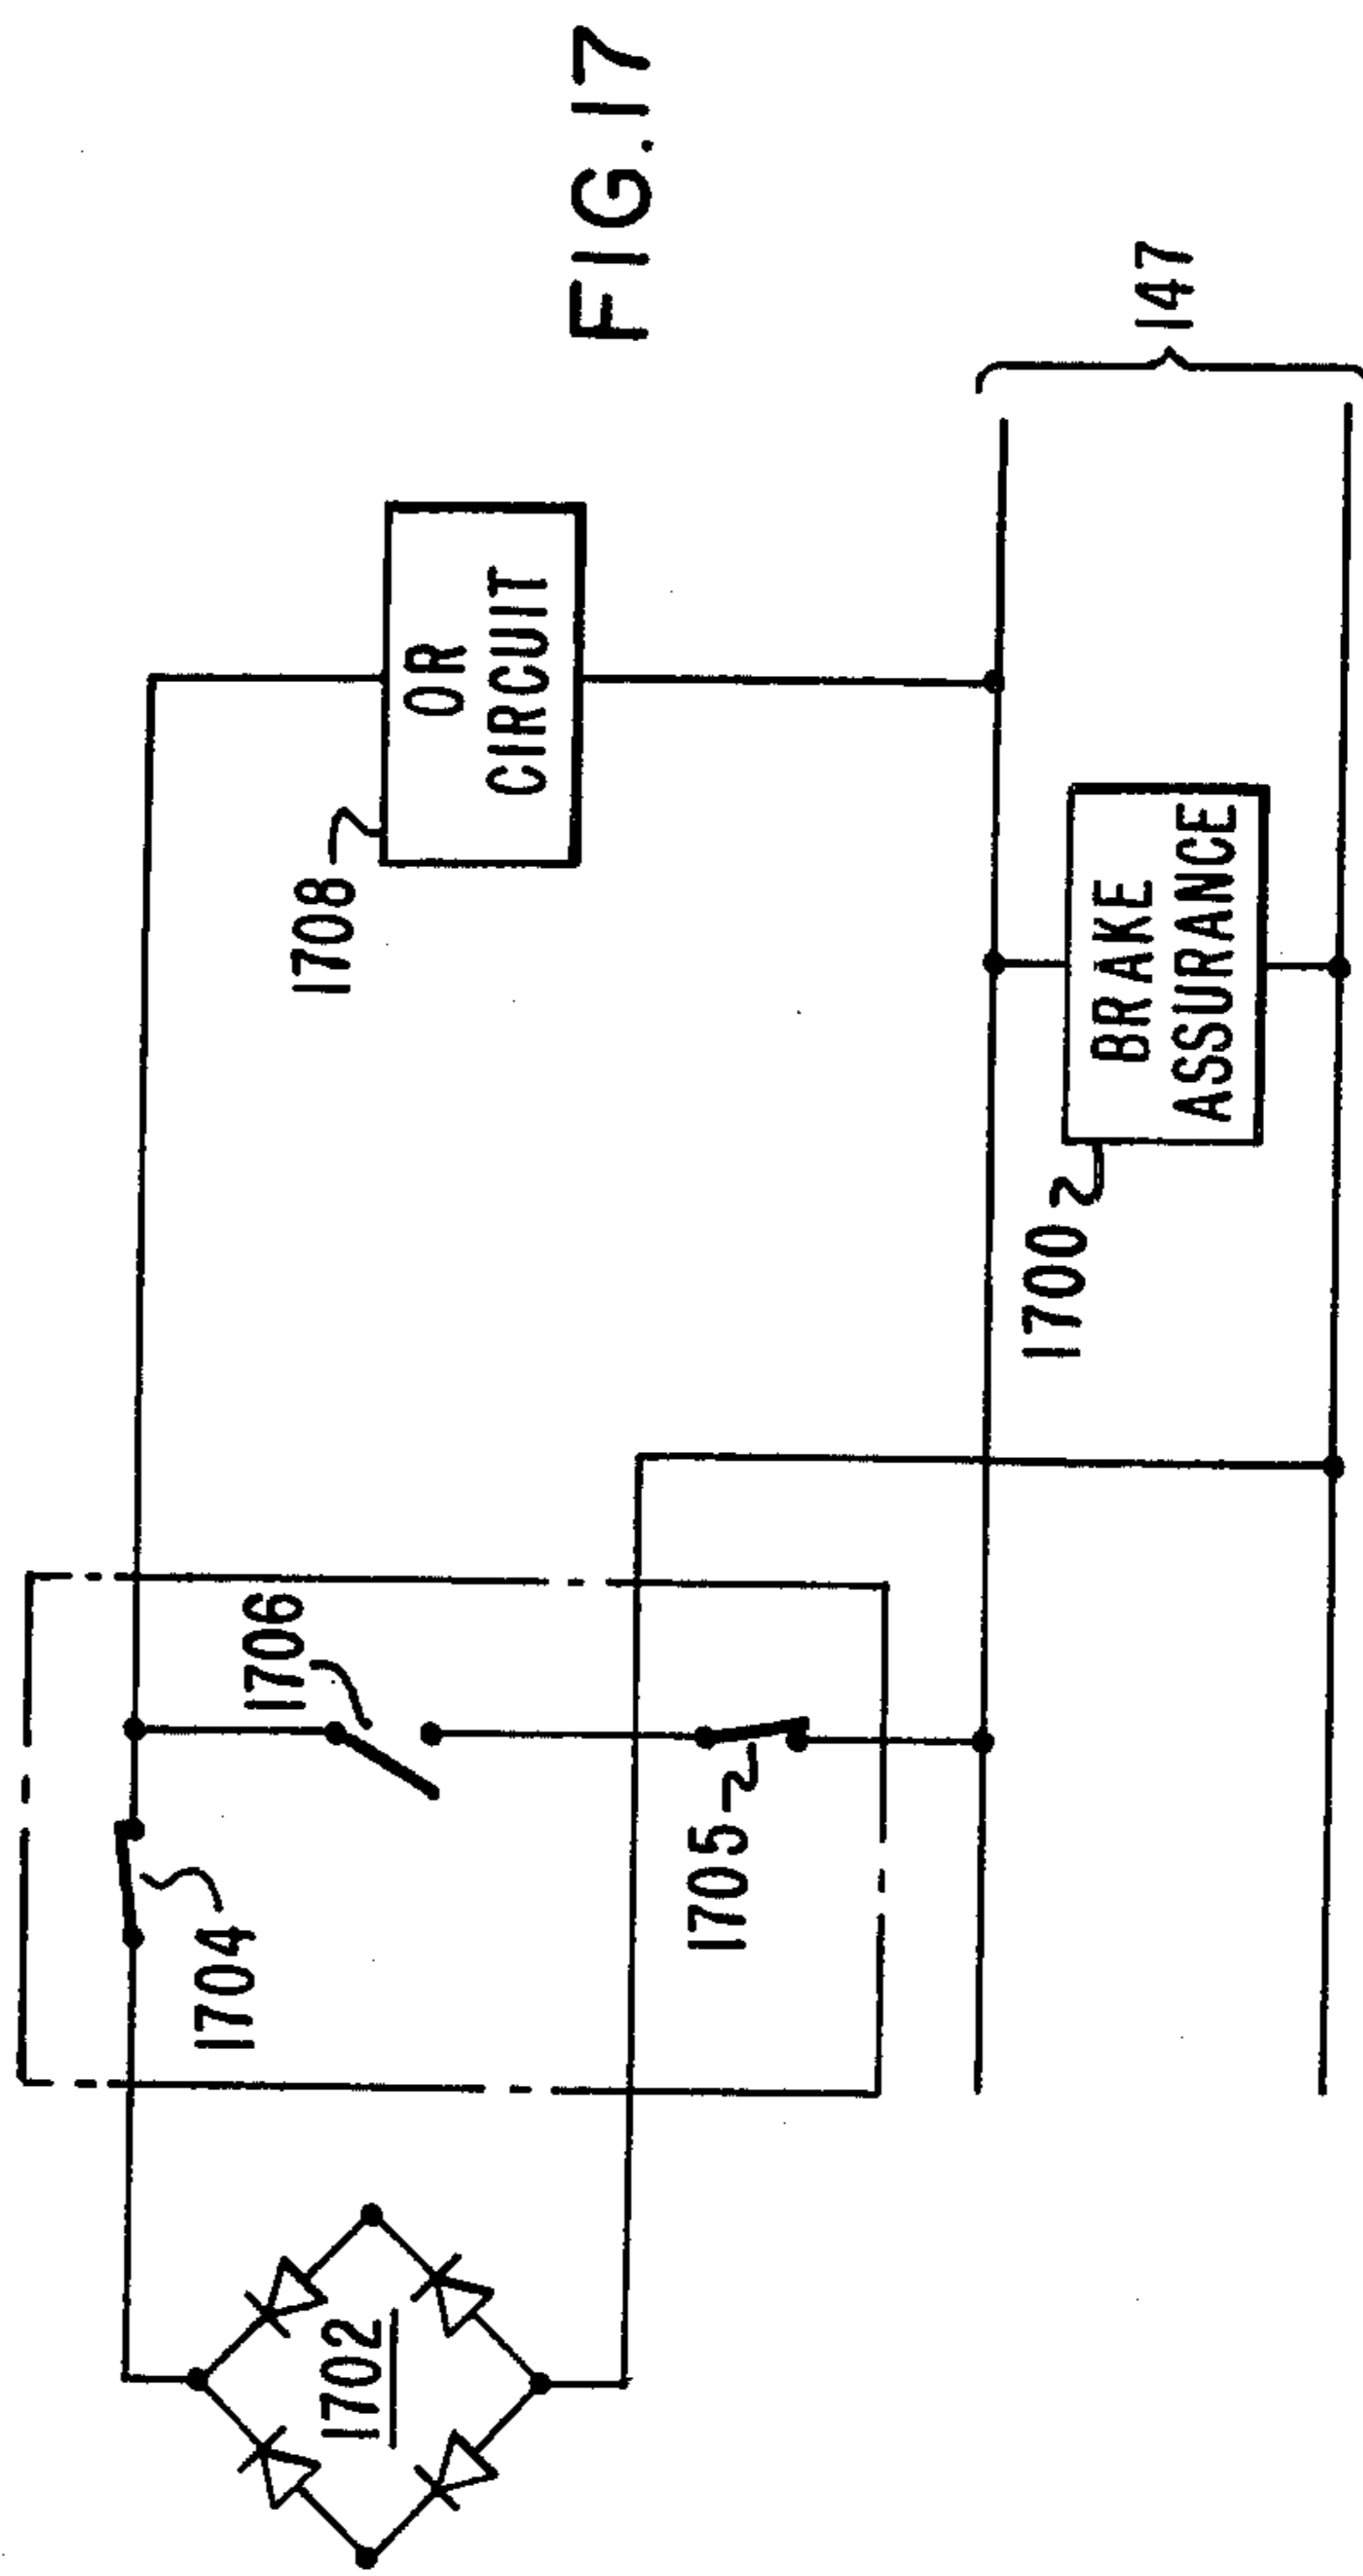 FIG.17
1704
1706
1708
OR
CIRCUIT
1702
1705
1700
BRAKE
ASSURANCE
147